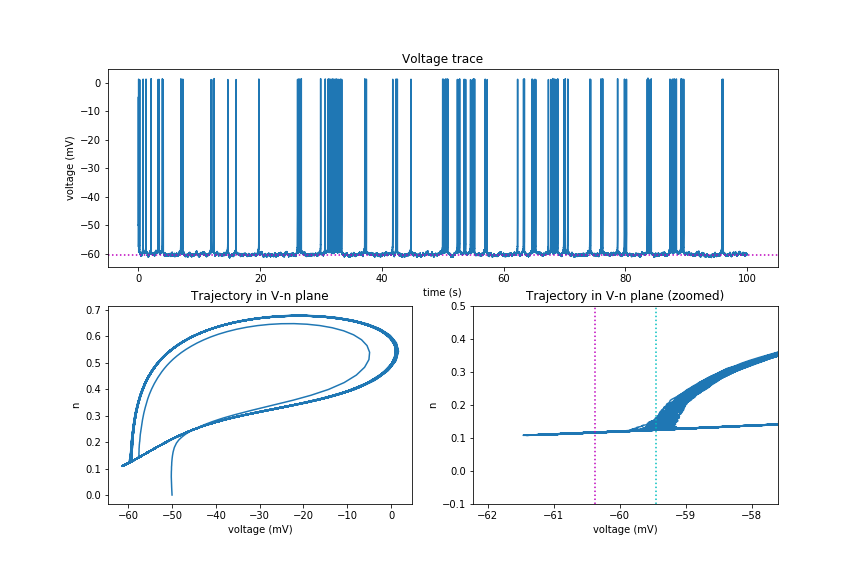 Voltage trace
voltage (mV)
0
−10
−20
−30
−40
−50
−60
0 20 40 60 80 100
time (s)
Trajectory in V-n plane
n
0.7
0.6
0.5
0.4
0.3
0.2
0.1
0.0
−60 −50 −40 −30 −20 −10 0
voltage (mV)
Trajectory in V-n plane (zoomed)
n
0.5
0.4
0.3
0.2
0.1
0.0
−0.1
−62 −61 −60 −59 −58
voltage (mV)